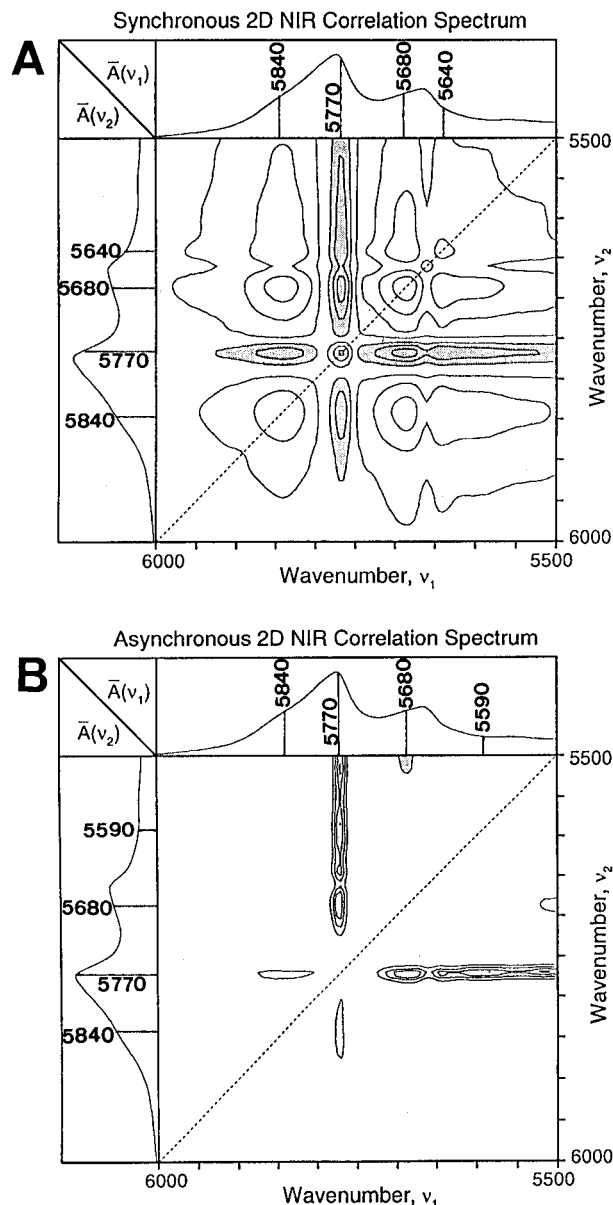 Synchronous 2D NIR Correlation Spectrum
A
Ā(ν₁)
Ā(ν₂)
5840
5770
5680
5640
5500
5640
5680
5770
5840
Wavenumber, ν₂
6000
6000
5500
Wavenumber, ν₁
Asynchronous 2D NIR Correlation Spectrum
B
Ā(ν₁)
Ā(ν₂)
5840
5770
5680
5590
5500
5590
5680
5770
5840
Wavenumber, ν₂
6000
6000
5500
Wavenumber, ν₁